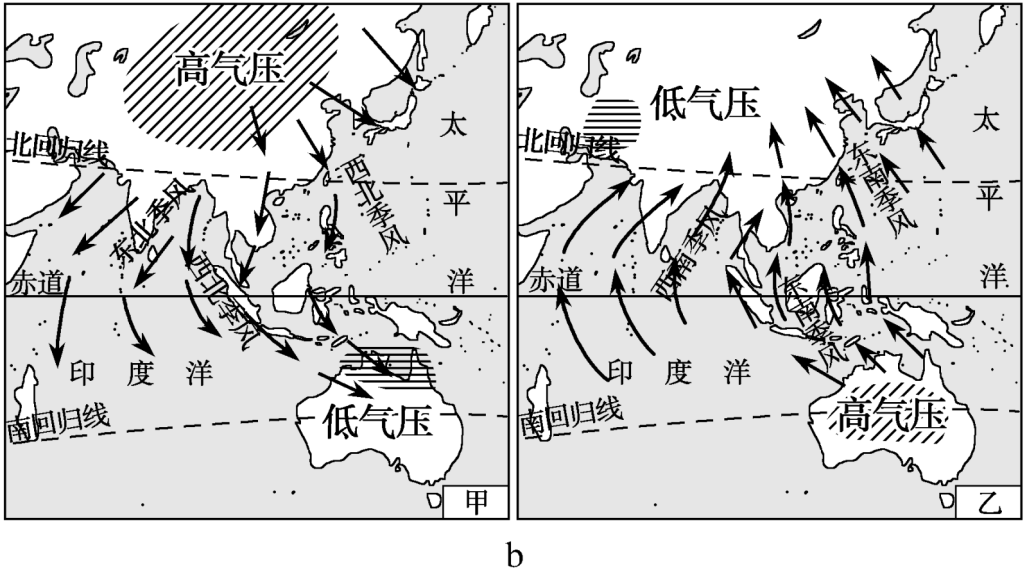 高气压
太
北回归线
西北季风
东北季风
平
西北季风
赤道
洋
印度洋
低气压
南回归线
甲
低气压
太
北回归线
东南季风
平
西南季风
赤道
东南季风
洋
印度洋
高气压
南回归线
乙
b